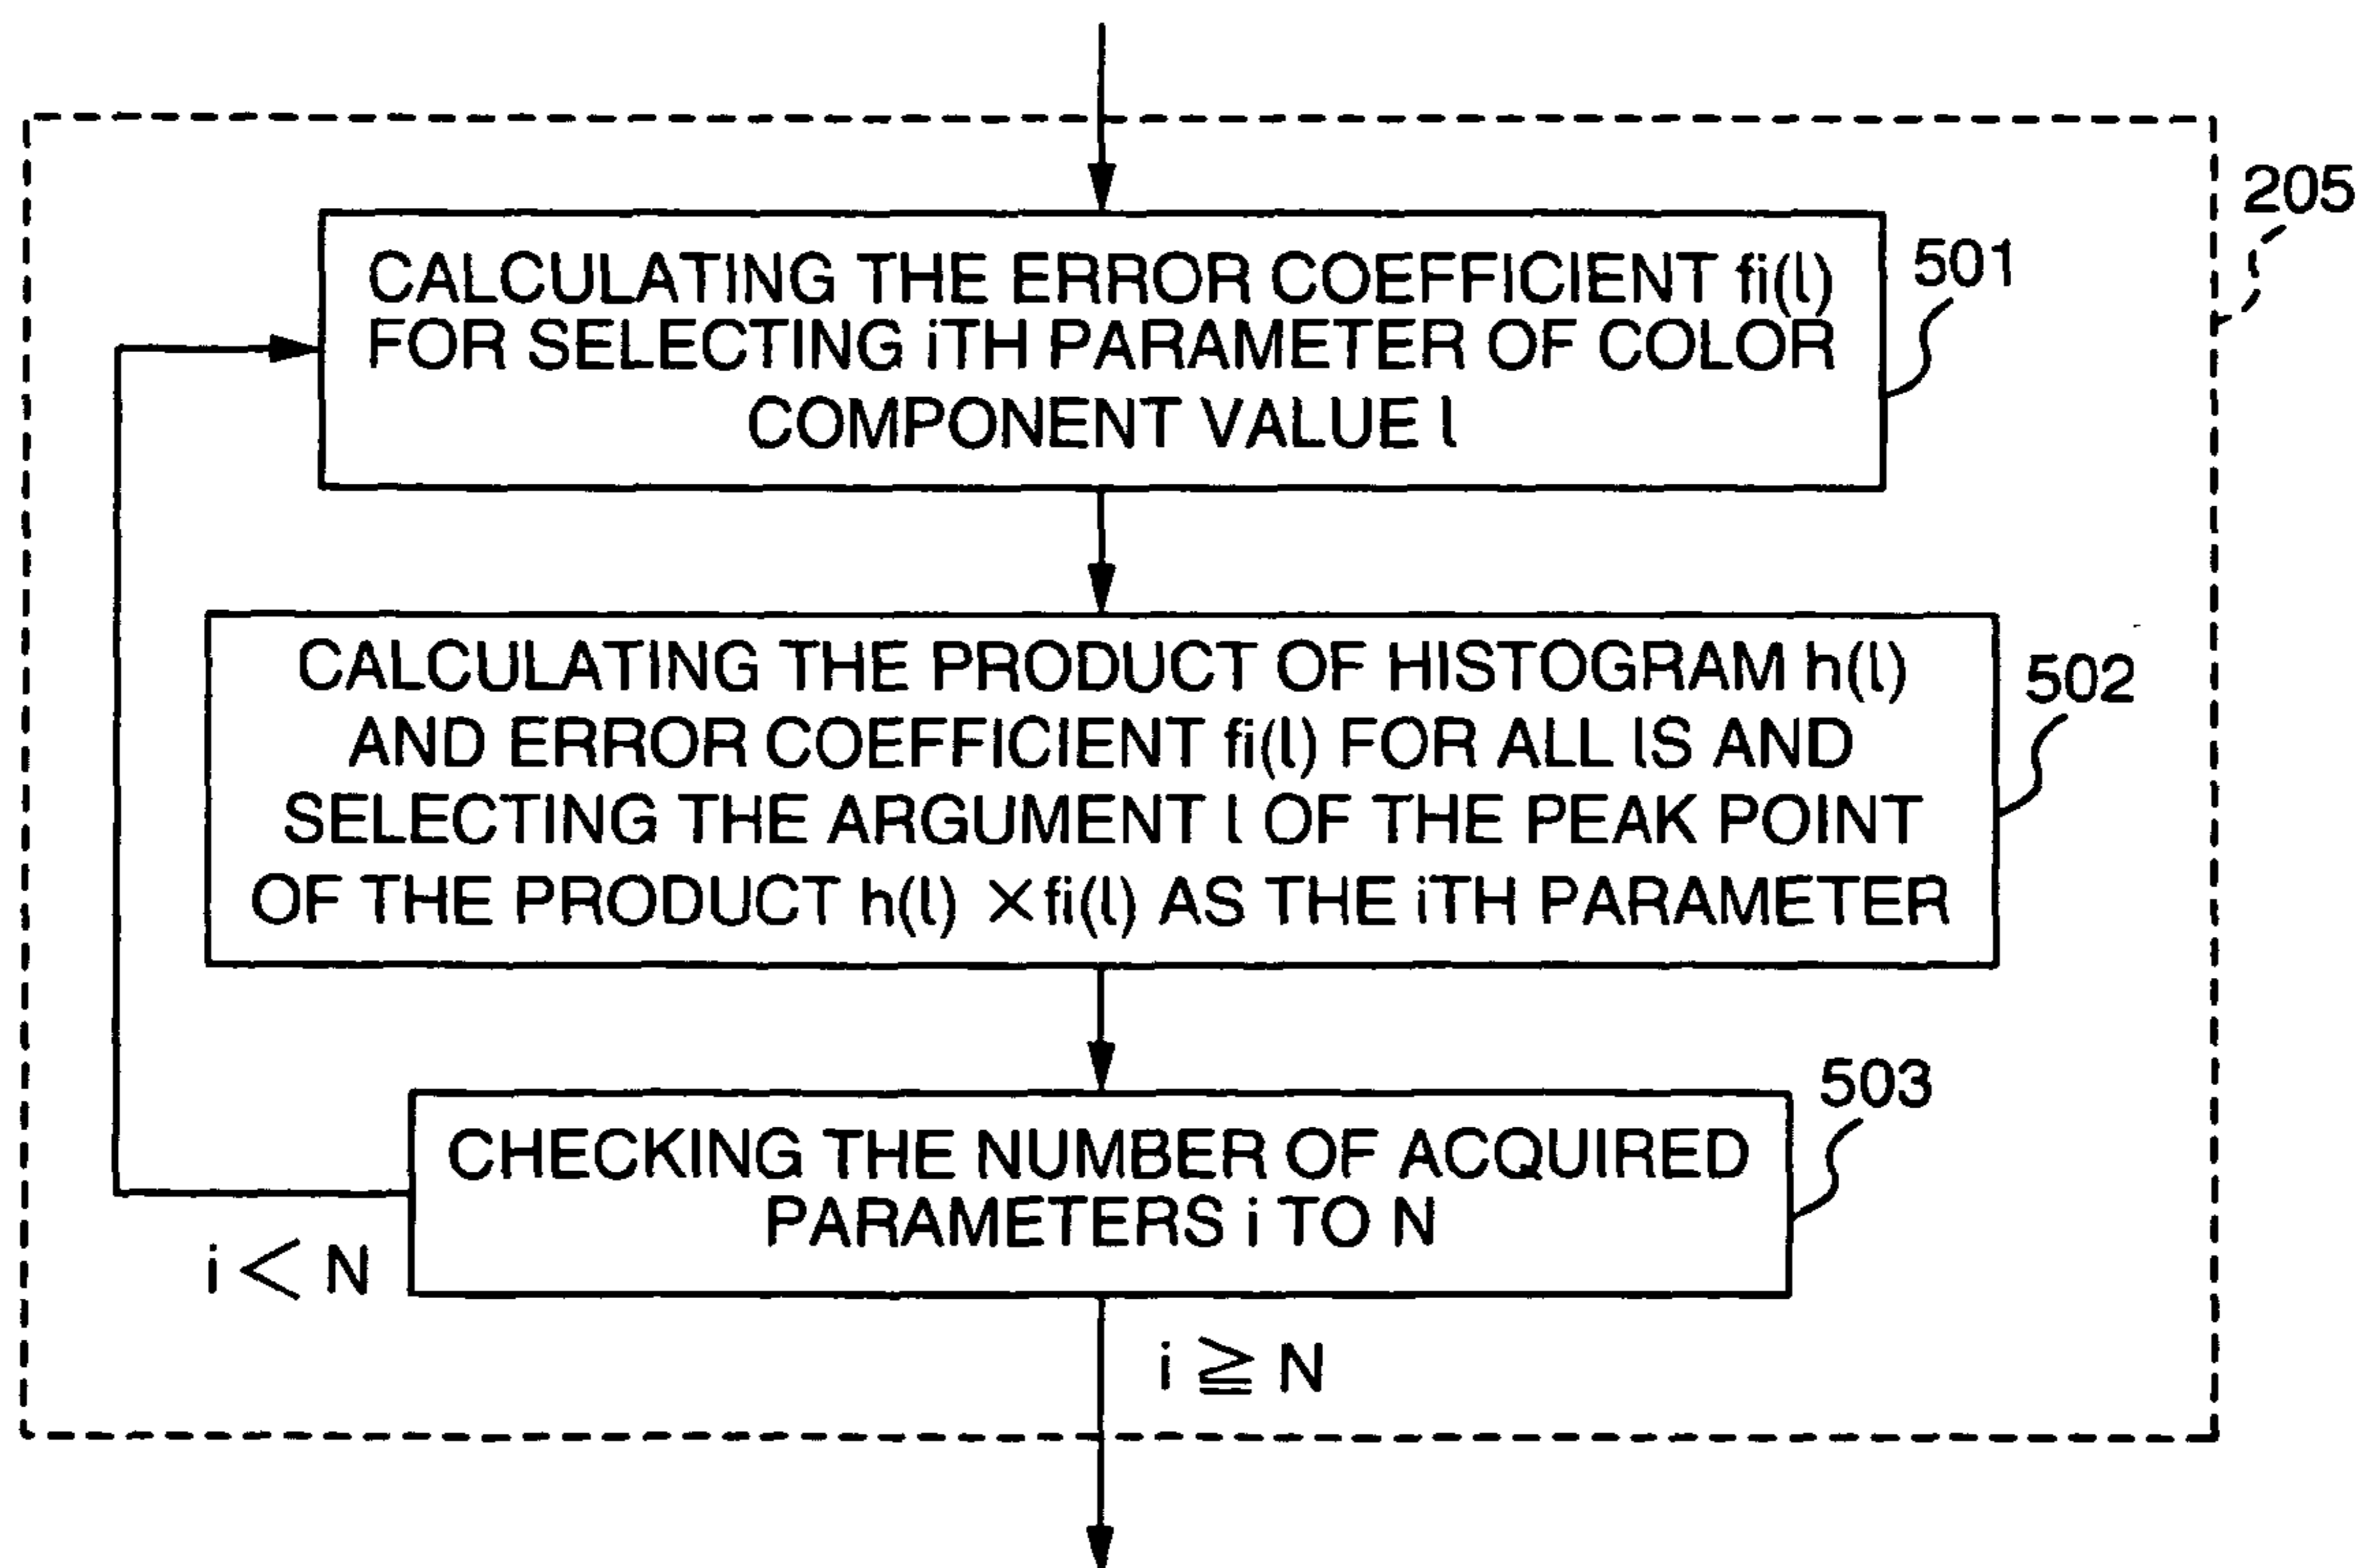 205
CALCULATING THE ERROR COEFFICIENT fi(l)
FOR SELECTING iTH PARAMETER OF COLOR
COMPONENT VALUE l
501
CALCULATING THE PRODUCT OF HISTOGRAM h(l)
AND ERROR COEFFICIENT fi(l) FOR ALL lS AND
SELECTING THE ARGUMENT l OF THE PEAK POINT
OF THE PRODUCT h(l) ×fi(l) AS THE iTH PARAMETER
502
CHECKING THE NUMBER OF ACQUIRED
PARAMETERS i TO N
503
i < N
i ≧ N